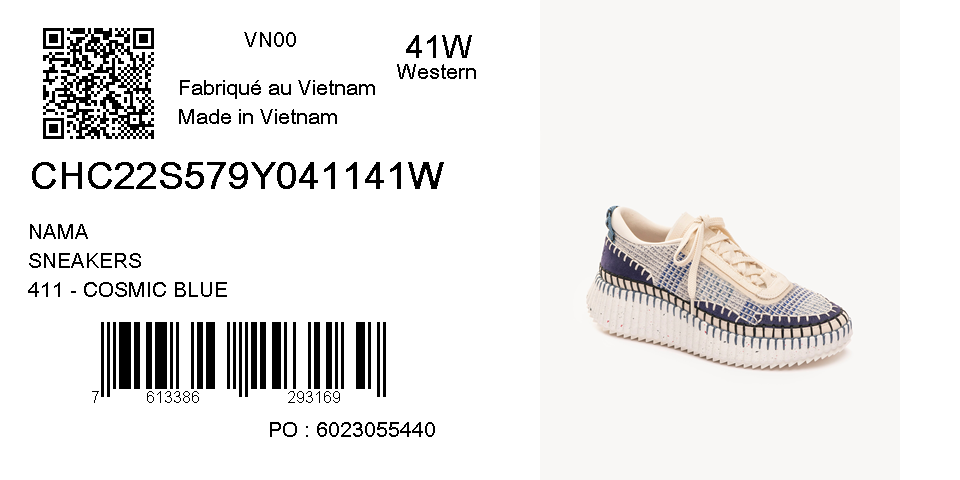 VN00
41W
Western
Fabriqué au Vietnam
Made in Vietnam
CHC22S579Y041141W
NAMA
SNEAKERS
411 - COSMIC BLUE
7 613386 293169
PO : 6023055440